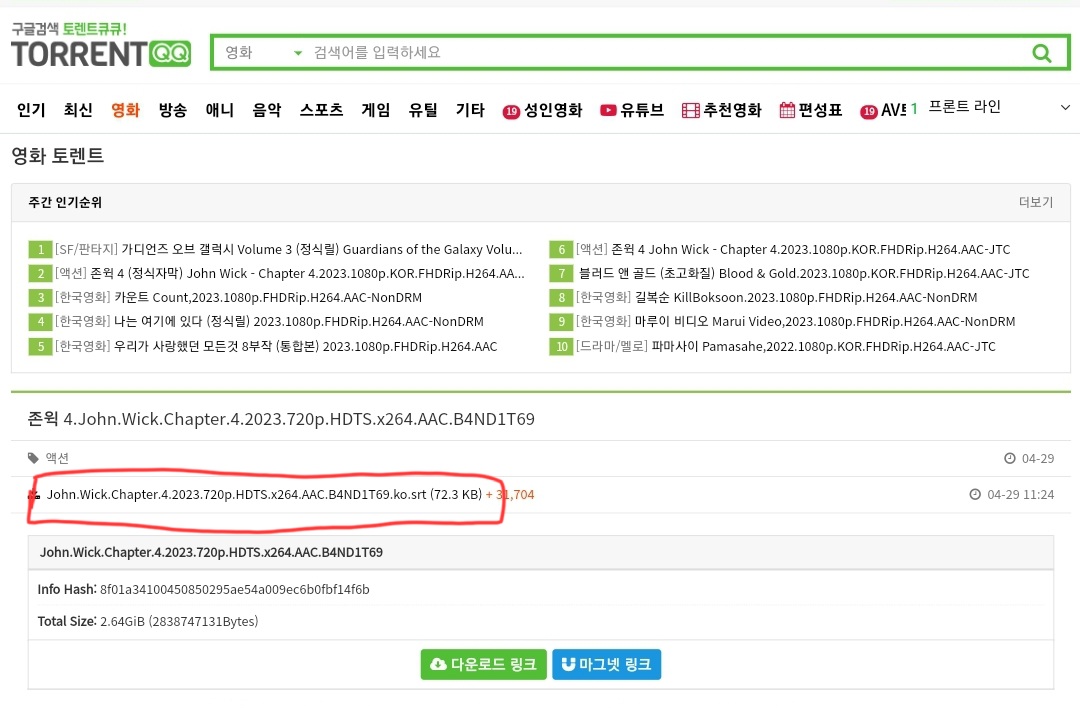 구글검색 토렌트큐큐!
TORRENTQQ
영화 검색어를 입력하세요
인기 최신 영화 방송 애니 음악 스포츠 게임 유틸 기타 19 성인영화 유튜브 추천영화 편성표 19 1 프론트 라인
영화 토렌트
주간 인기순위 더보기
1 [SF/판타지] 가디언즈 오브 갤럭시 Volume 3 (정식릴) Guardians of the Galaxy Volu...
2 [액션] 존윅 4 (정식자막) John Wick - Chapter 4.2023.1080p.KOR.FHDRip.H264.AA...
3 [한국영화] 카운트 Count,2023.1080p.FHDRip.H264.AAC-NonDRM
4 [한국영화] 나는 여기에 있다 (정식릴) 2023.1080p.FHDRip.H264.AAC-NonDRM
5 [한국영화] 우리가 사랑했던 모든것 8부작 (통합본) 2023.1080p.FHDRip.H264.AAC
6 [액션] 존윅 4 John Wick - Chapter 4.2023.1080p.KOR.FHDRip.H264.AAC-JTC
7 블러드 앤 골드 (초고화질) Blood & Gold.2023.1080p.KOR.FHDRip.H264.AAC-JTC
8 [한국영화] 길복순 KillBoksoon.2023.1080p.FHDRip.H264.AAC-NonDRM
9 [한국영화] 마루이 비디오 Marui Video,2023.1080p.FHDRip.H264.AAC-NonDRM
10 [드라마/멜로] 파마사이 Pamasahe,2022.1080p.KOR.FHDRip.H264.AAC-JTC
존윅 4.John.Wick.Chapter.4.2023.720p.HDTS.x264.AAC.B4ND1T69
액션 04-29
John.Wick.Chapter.4.2023.720p.HDTS.x264.AAC.B4ND1T69.ko.srt (72.3 KB) + 31,704 04-29 11:24
John.Wick.Chapter.4.2023.720p.HDTS.x264.AAC.B4ND1T69
Info Hash: 8f01a34100450850295ae54a009ec6b0fbf14f6b
Total Size: 2.64GiB (2838747131Bytes)
다운로드 링크 마그넷 링크